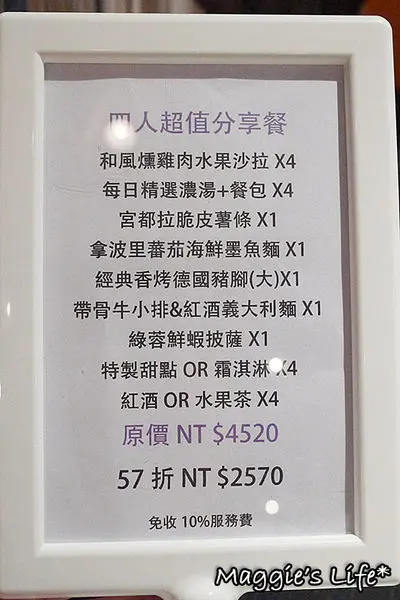 四人超值分享餐
和風燻雞肉水果沙拉 X4
每日精選濃湯+餐包 X4
宮都拉脆皮薯條 X1
拿波里蕃茄海鮮墨魚麵 X1
經典香烤德國豬腳(大)X1
帶骨牛小排&紅酒義大利麵 X1
綠蓉鮮蝦披薩 X1
特製甜點 OR 霜淇淋 X4
紅酒 OR 水果茶 X4
原價 NT $4520
57 折 NT $2570
免收 10%服務費
Maggie's Life*